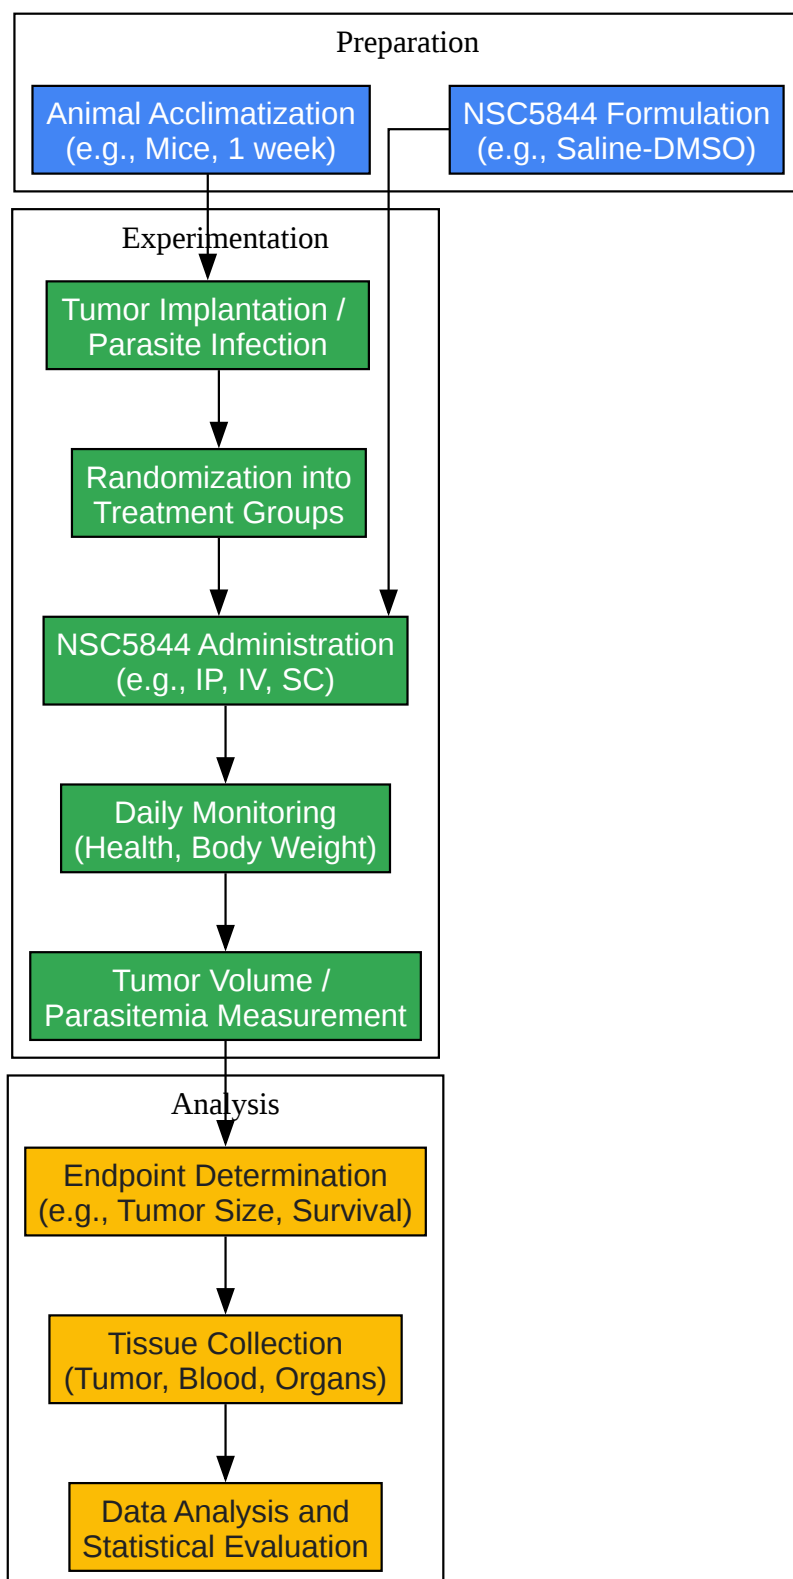 Preparation
Animal Acclimatization
(e.g., Mice, 1 week)
NSC5844 Formulation
(e.g., Saline-DMSO)
Experimentation
Tumor Implantation /
Parasite Infection
Randomization into
Treatment Groups
NSC5844 Administration
(e.g., IP, IV, SC)
Daily Monitoring
(Health, Body Weight)
Tumor Volume /
Parasitemia Measurement
Analysis
Endpoint Determination
(e.g., Tumor Size, Survival)
Tissue Collection
(Tumor, Blood, Organs)
Data Analysis and
Statistical Evaluation